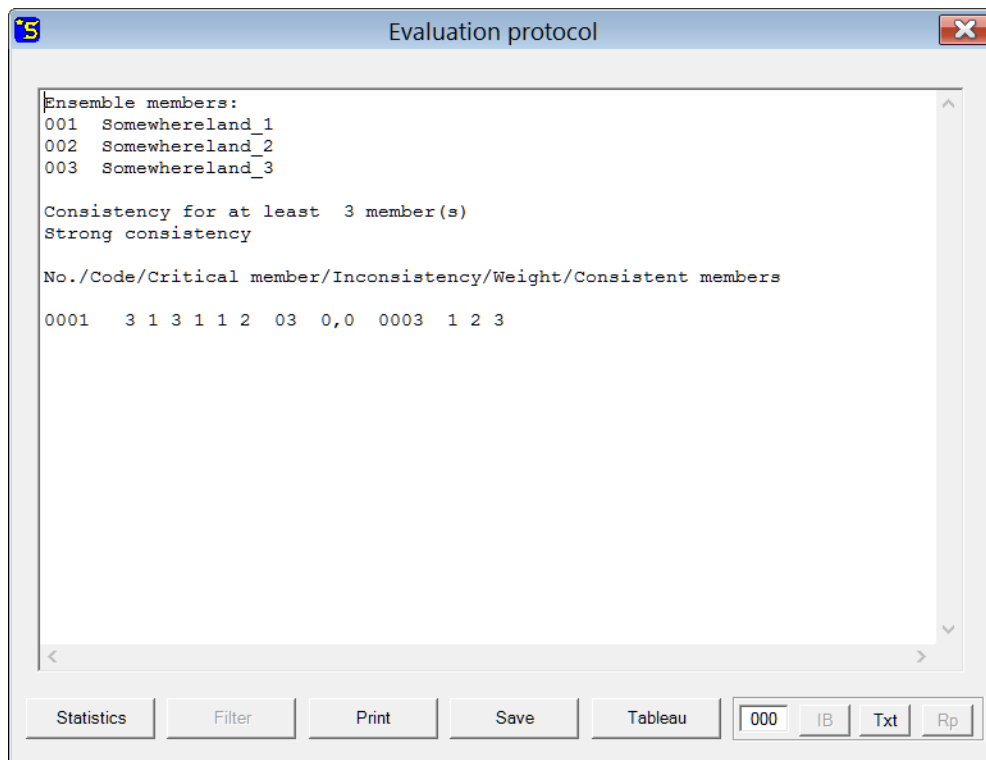 Evaluation protocol
Ensemble members:
001  Somewhereland_1
002  Somewhereland_2
003  Somewhereland_3
Consistency for at least  3 member(s)
Strong consistency
No./Code/Critical member/Inconsistency/Weight/Consistent members
0001   3 1 3 1 1 2  03  0,0  0003  1 2 3
Statistics Filter Print Save Tableau 000 IB Txt Rp